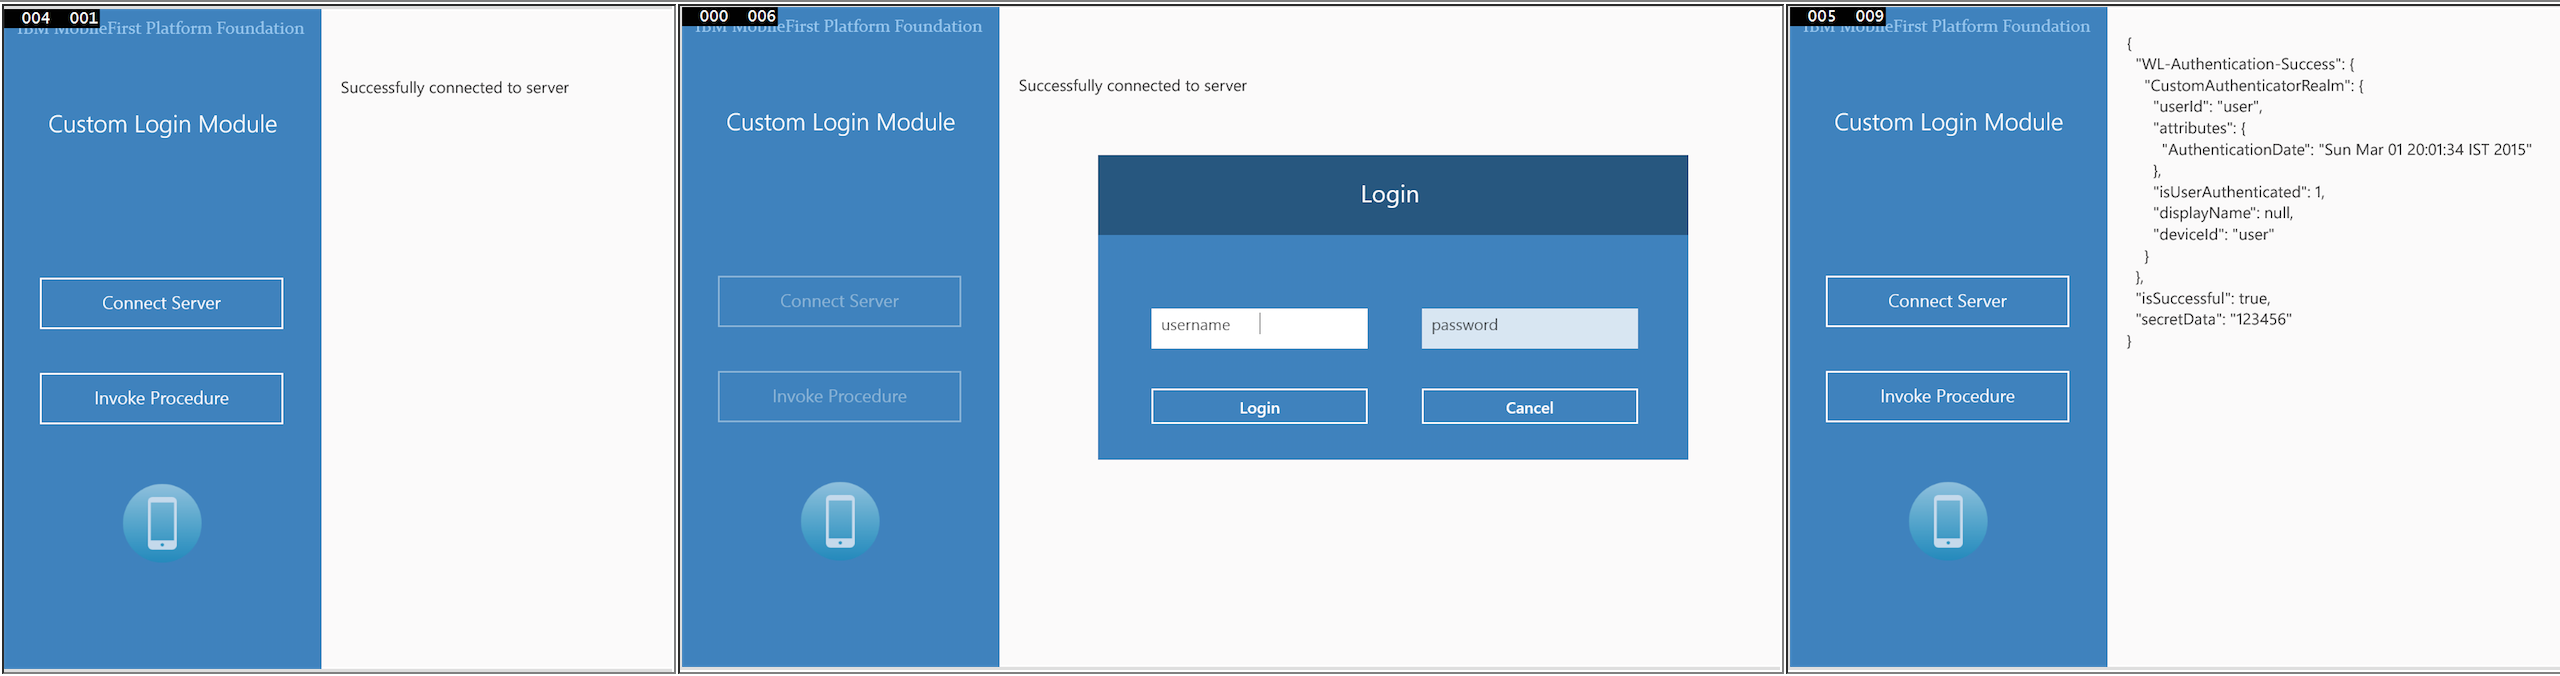 004 001
IBM MobileFirst Platform Foundation
Custom Login Module
Connect Server
Invoke Procedure
Successfully connected to server
000 006
IBM MobileFirst Platform Foundation
Custom Login Module
Connect Server
Invoke Procedure
Successfully connected to server
Login
username
password
Login
Cancel
005 009
IBM MobileFirst Platform Foundation
Custom Login Module
Connect Server
Invoke Procedure
{
"WL-Authentication-Success": {
"CustomAuthenticatorRealm": {
"userId": "user",
"attributes": {
"AuthenticationDate": "Sun Mar 01 20:01:34 IST 2015"
},
"isUserAuthenticated": 1,
"displayName": null,
"deviceId": "user"
}
},
"isSuccessful": true,
"secretData": "123456"
}